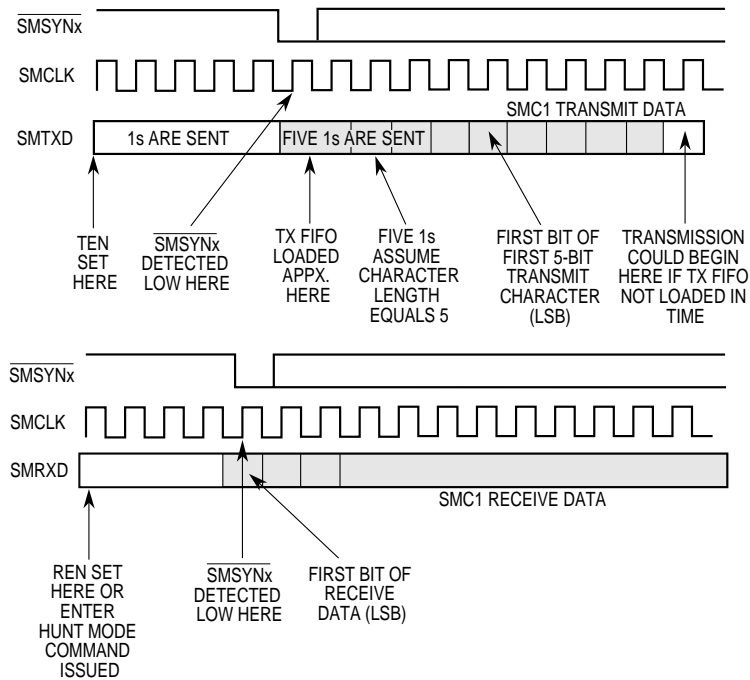 SMSYNx
SMCLK
SMC1 TRANSMIT DATA
SMTXD
1s ARE SENT
FIVE 1s ARE SENT
TEN
SET
HERE
SMSYNx
DETECTED
LOW HERE
TX FIFO
LOADED
APPX.
HERE
FIVE 1s
ASSUME
CHARACTER
LENGTH
EQUALS 5
FIRST BIT OF
FIRST 5-BIT
TRANSMIT
CHARACTER
(LSB)
TRANSMISSION
COULD BEGIN
HERE IF TX FIFO
NOT LOADED IN
TIME
SMSYNx
SMCLK
SMRXD
SMC1 RECEIVE DATA
REN SET
HERE OR
ENTER
HUNT MODE
COMMAND
ISSUED
SMSYNx
DETECTED
LOW HERE
FIRST BIT OF
RECEIVE
DATA (LSB)